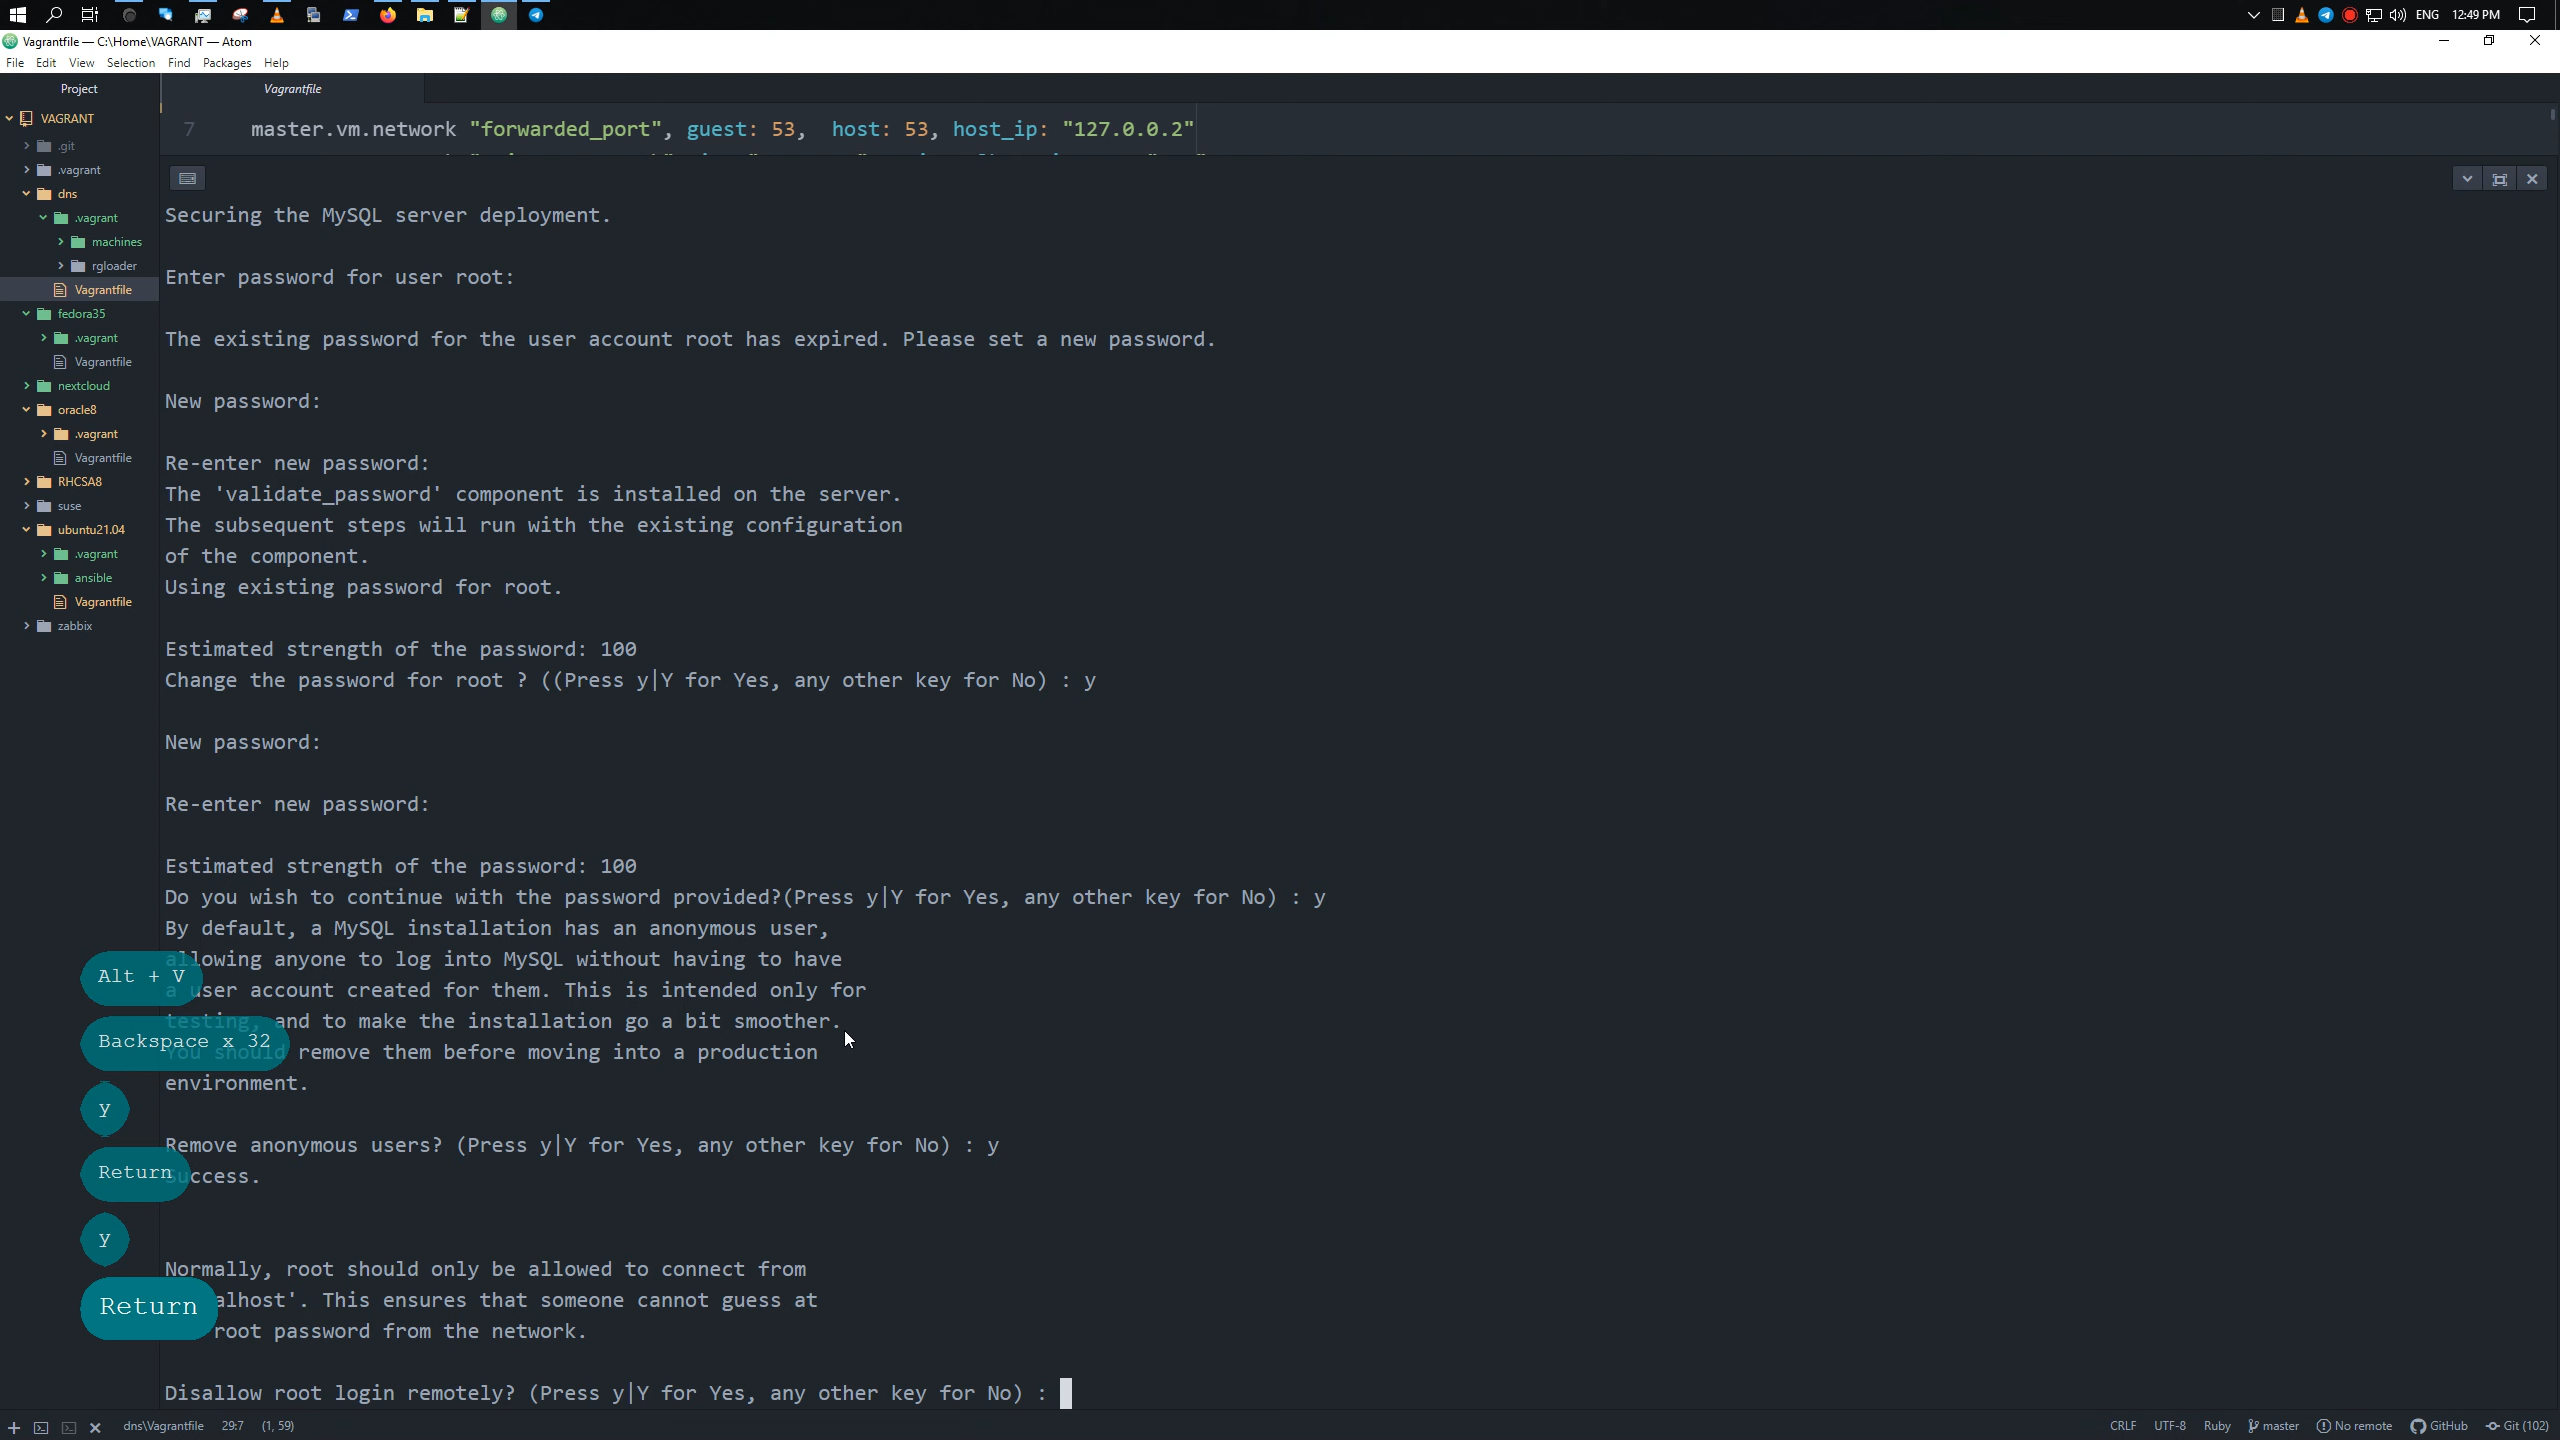 ENG 12:49 PM
Vagrantfile — C:\Home\VAGRANT — Atom
File Edit View Selection Find Packages Help
Project
VAGRANT
.git
.vagrant
dns
.vagrant
machines
rgloader
Vagrantfile
fedora35
.vagrant
Vagrantfile
nextcloud
oracle8
.vagrant
Vagrantfile
RHCSA8
suse
ubuntu21.04
.vagrant
ansible
Vagrantfile
zabbix
Vagrantfile
7 master.vm.network "forwarded_port", guest: 53, host: 53, host_ip: "127.0.0.2"
Securing the MySQL server deployment.
Enter password for user root:
The existing password for the user account root has expired. Please set a new password.
New password:
Re-enter new password:
The 'validate_password' component is installed on the server.
The subsequent steps will run with the existing configuration
of the component.
Using existing password for root.
Estimated strength of the password: 100
Change the password for root ? ((Press y|Y for Yes, any other key for No) : y
New password:
Re-enter new password:
Estimated strength of the password: 100
Do you wish to continue with the password provided?(Press y|Y for Yes, any other key for No) : y
By default, a MySQL installation has an anonymous user,
allowing anyone to log into MySQL without having to have
a user account created for them. This is intended only for
testing, and to make the installation go a bit smoother.
You should remove them before moving into a production
environment.
Remove anonymous users? (Press y|Y for Yes, any other key for No) : y
Success.
Normally, root should only be allowed to connect from
alhost'. This ensures that someone cannot guess at
root password from the network.
Disallow root login remotely? (Press y|Y for Yes, any other key for No) :
Alt + V
Backspace x 32
y
Return
y
Return
dns\Vagrantfile 29:7 (1, 59)
CRLF UTF-8 Ruby master No remote GitHub Git (102)